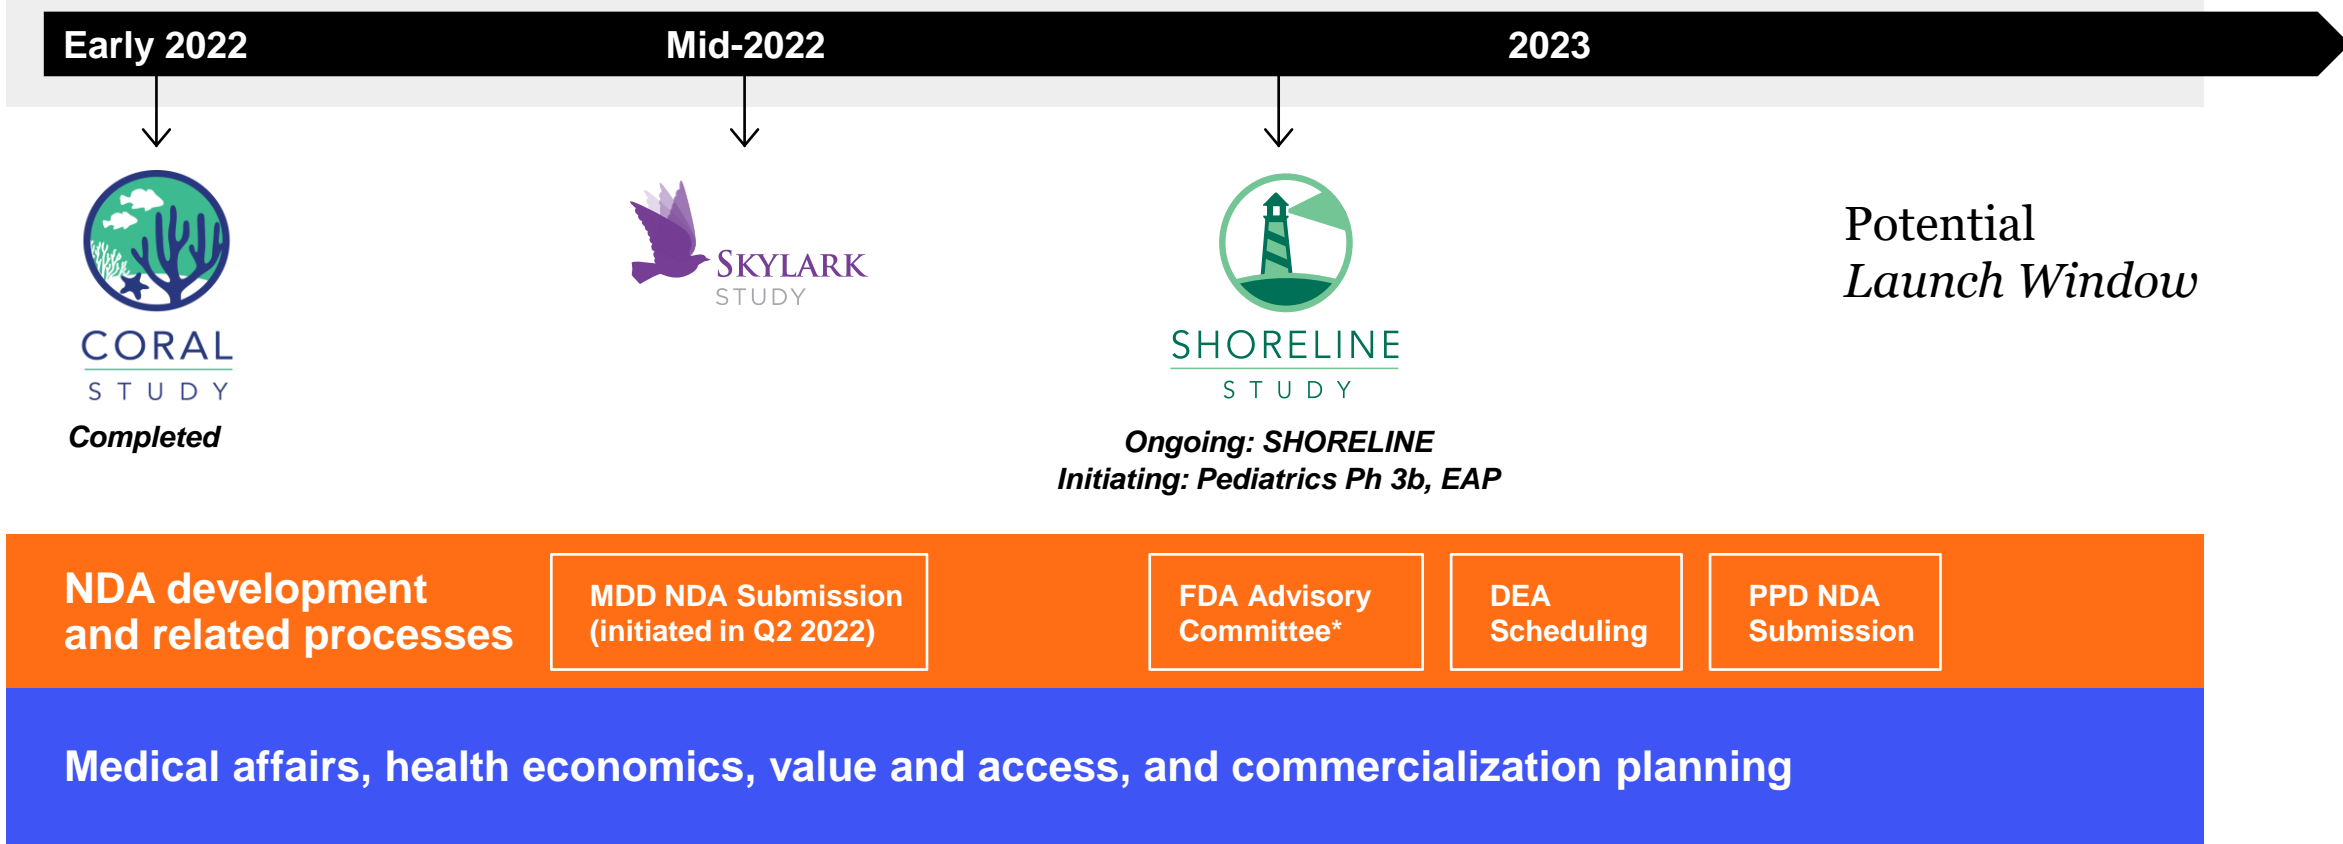 Early 2022
Mid-2022
2023
CORAL
STUDY
Completed
SKYLARK
STUDY
SHORELINE
STUDY
Ongoing: SHORELINE
Initiating: Pediatrics Ph 3b, EAP
Potential
Launch Window
NDA development
and related processes
MDD NDA Submission
(initiated in Q2 2022)
FDA Advisory
Committee*
DEA
Scheduling
PPD NDA
Submission
Medical affairs, health economics, value and access, and commercialization planning